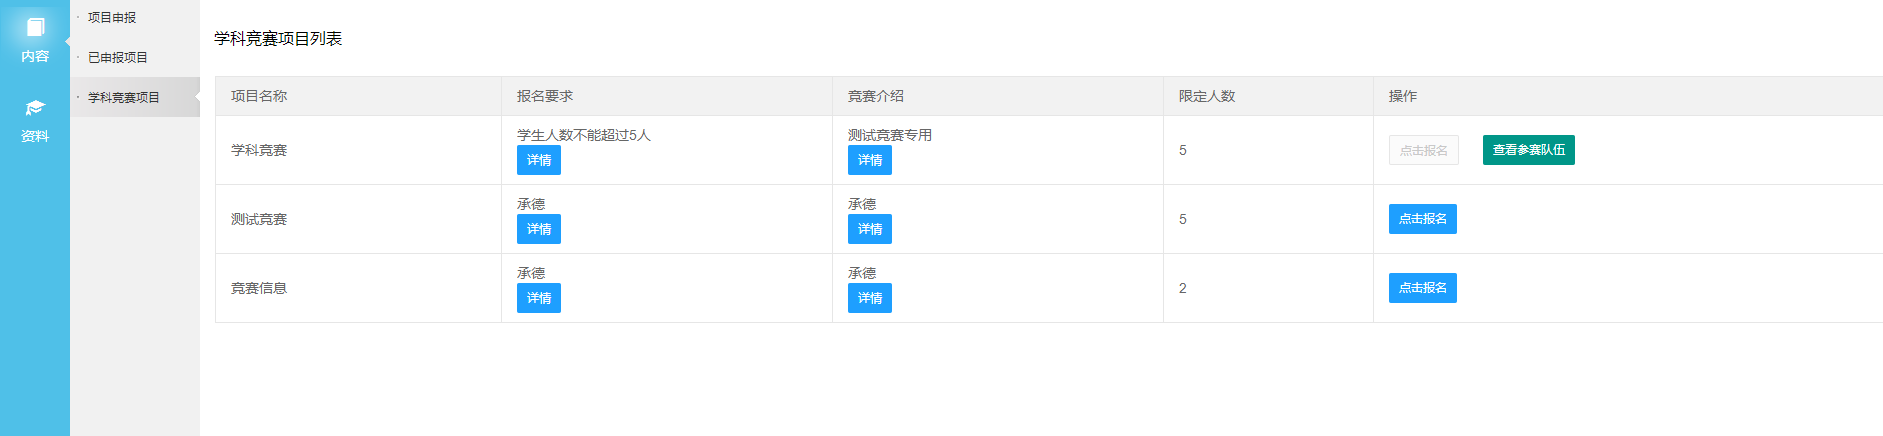 内容
资料
项目申报
已申报项目
学科竞赛项目
学科竞赛项目列表
项目名称 报名要求 竞赛介绍 限定人数 操作
学科竞赛 学生人数不能超过5人 详情 测试竞赛专用 详情 5 点击报名 查看参赛队伍
测试竞赛 承德 详情 承德 详情 5 点击报名
竞赛信息 承德 详情 承德 详情 2 点击报名